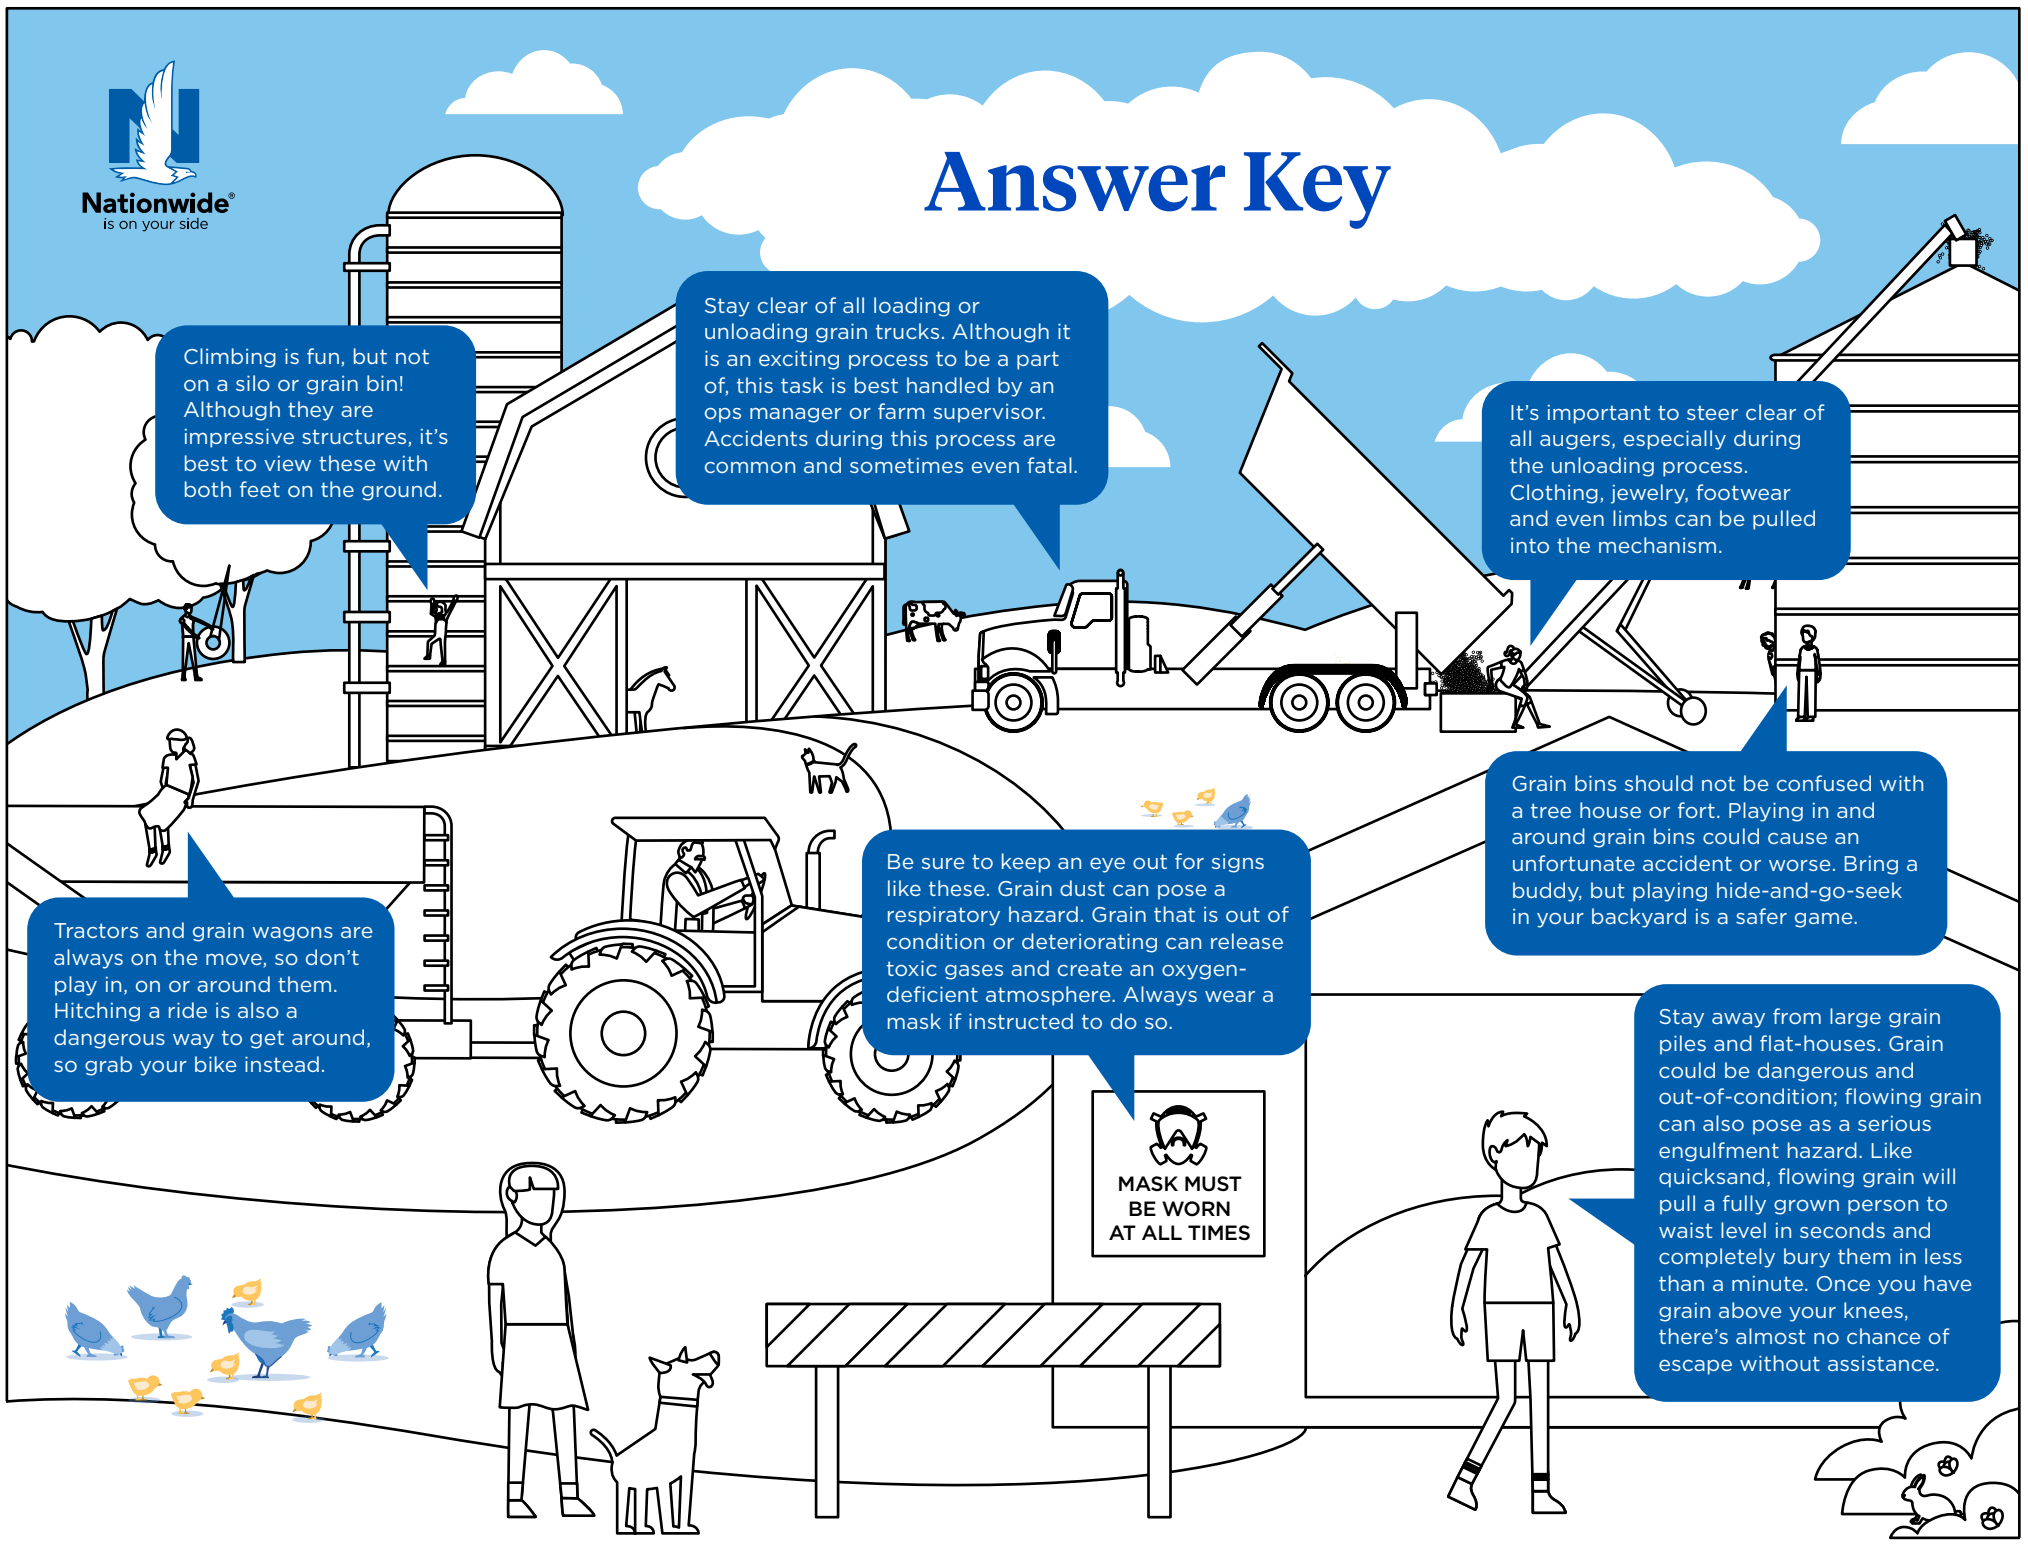 Nationwide®
is on your side
Answer Key
Climbing is fun, but not
on a silo or grain bin!
Although they are
impressive structures, it's
best to view these with
both feet on the ground.
Stay clear of all loading or
unloading grain trucks. Although it
is an exciting process to be a part
of, this task is best handled by an
ops manager or farm supervisor.
Accidents during this process are
common and sometimes even fatal.
It's important to steer clear of
all augers, especially during
the unloading process.
Clothing, jewelry, footwear
and even limbs can be pulled
into the mechanism.
Grain bins should not be confused with
a tree house or fort. Playing in and
around grain bins could cause an
unfortunate accident or worse. Bring a
buddy, but playing hide-and-go-seek
in your backyard is a safer game.
Tractors and grain wagons are
always on the move, so don't
play in, on or around them.
Hitching a ride is also a
dangerous way to get around,
so grab your bike instead.
Be sure to keep an eye out for signs
like these. Grain dust can pose a
respiratory hazard. Grain that is out of
condition or deteriorating can release
toxic gases and create an oxygen-
deficient atmosphere. Always wear a
mask if instructed to do so.
MASK MUST
BE WORN
AT ALL TIMES
Stay away from large grain
piles and flat-houses. Grain
could be dangerous and
out-of-condition; flowing grain
can also pose as a serious
engulfment hazard. Like
quicksand, flowing grain will
pull a fully grown person to
waist level in seconds and
completely bury them in less
than a minute. Once you have
grain above your knees,
there's almost no chance of
escape without assistance.